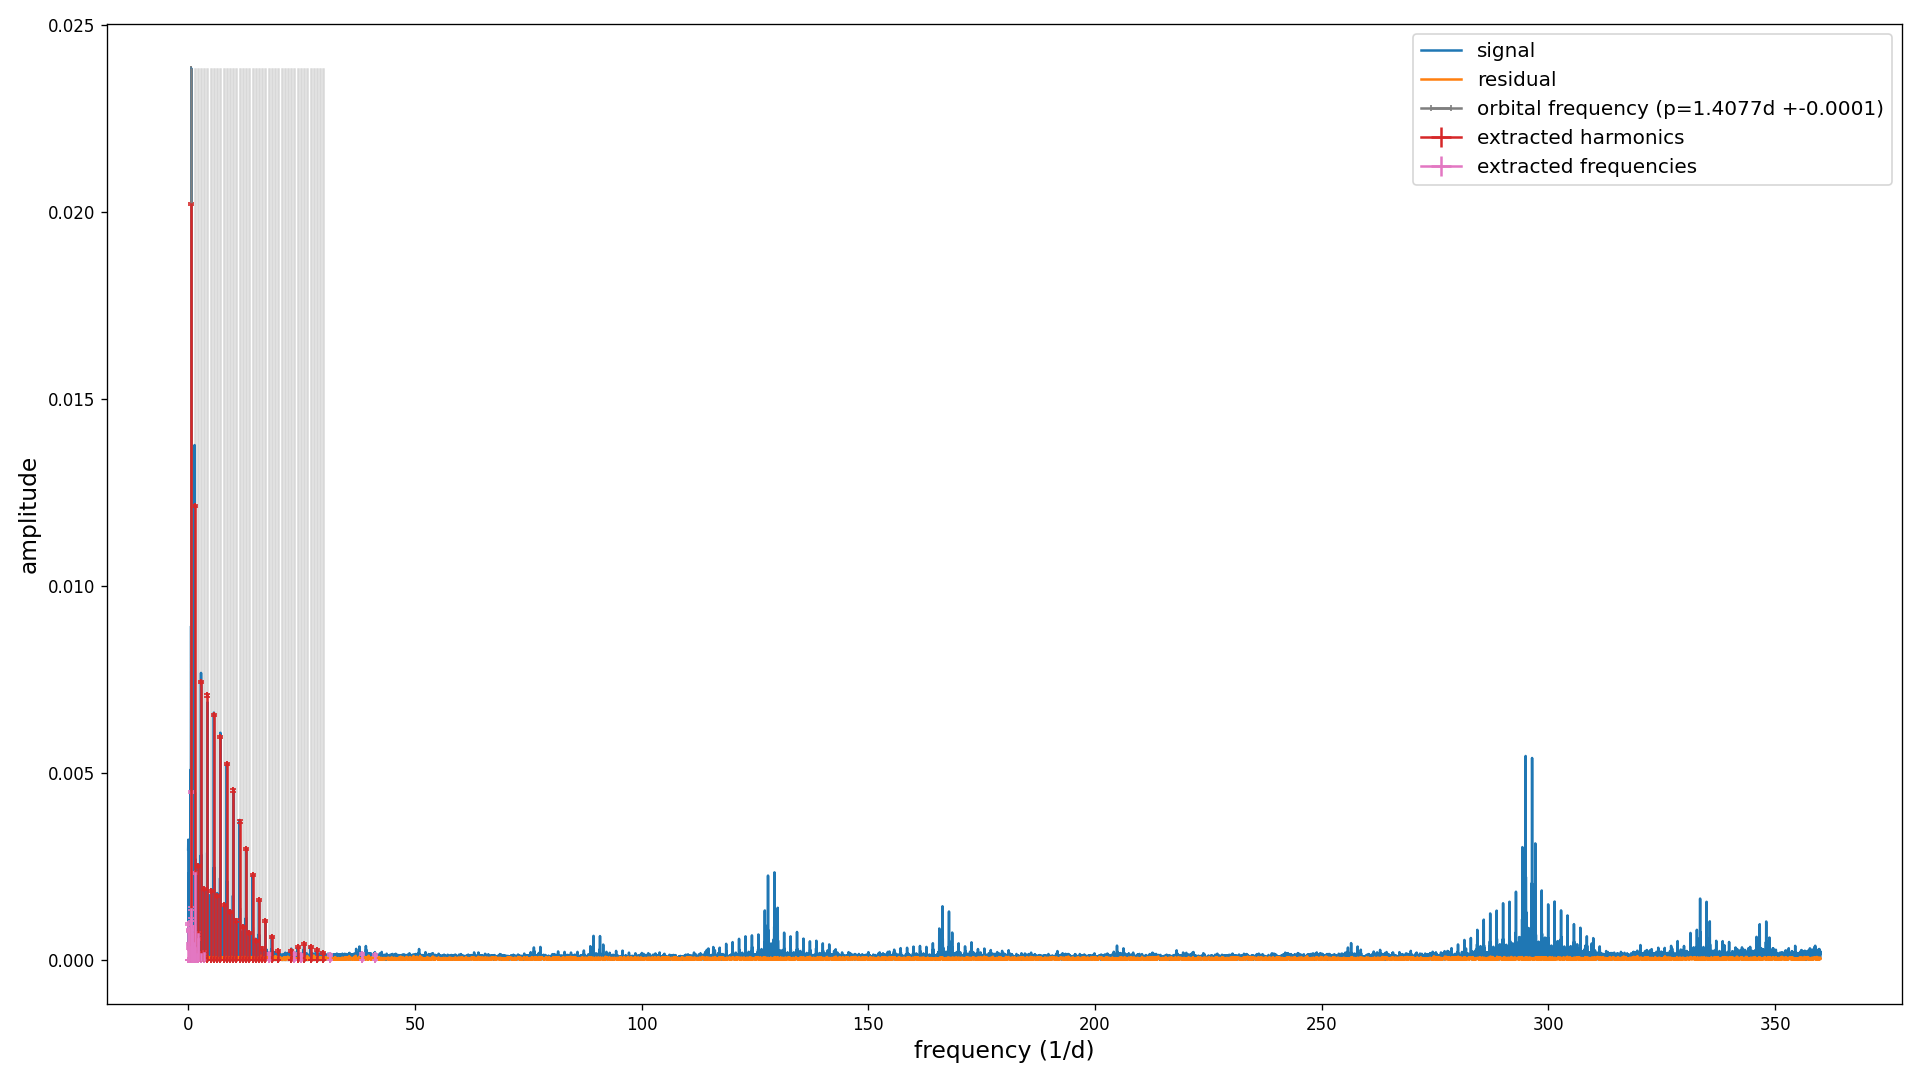 0.025
0.020
0.015
0.010
0.005
0.000
amplitude
0
50
100
150
200
250
300
350
frequency (1/d)
signal
residual
orbital frequency (p=1.4077d +-0.0001)
extracted harmonics
extracted frequencies